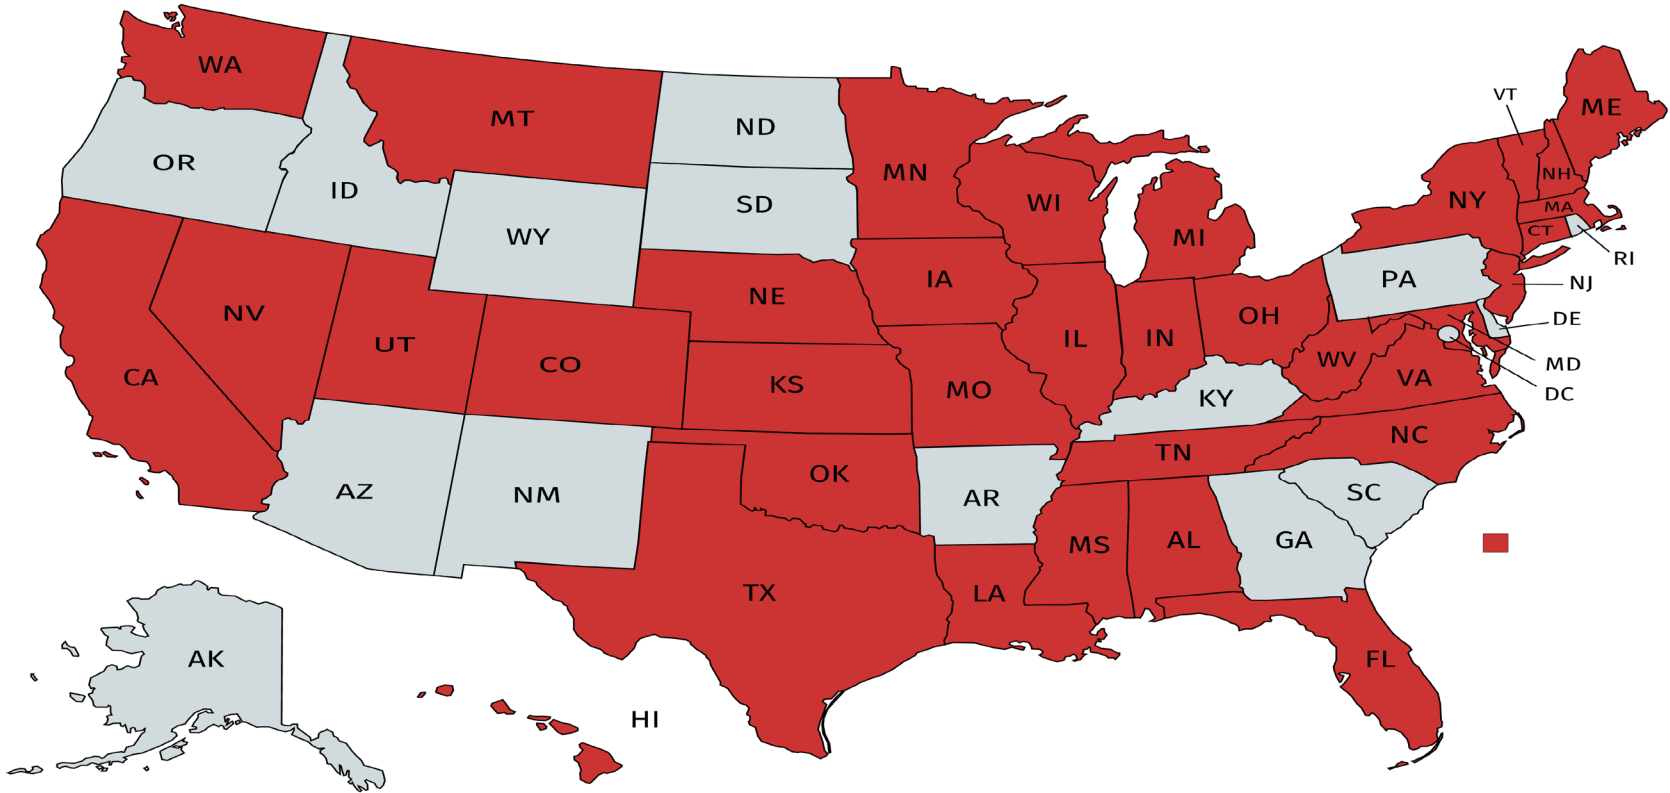 WA
MT
ND
MN
OR
ID
SD
WY
WI
MI
VT
ME
NH
NY
MA
CT
RI
NV
UT
CO
NE
IA
IL
IN
OH
PA
NJ
DE
MD
DC
CA
KS
MO
KY
WV
VA
AZ
NM
OK
AR
TN
NC
SC
TX
LA
MS
AL
GA
FL
AK
HI